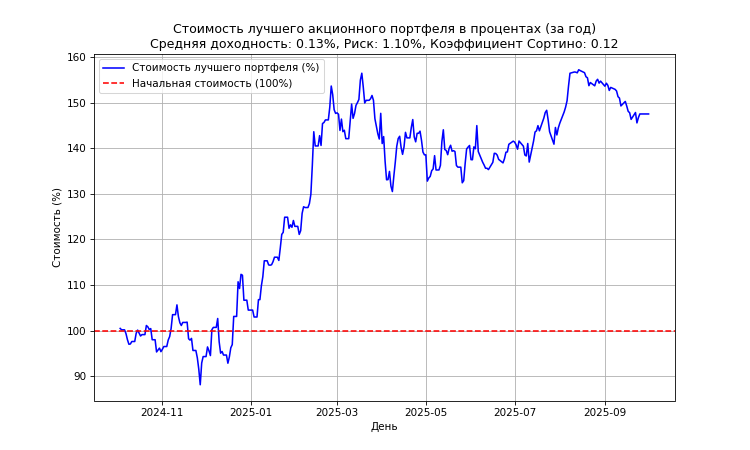 Стоимость лучшего акционного портфеля в процентах (за год)
Средняя доходность: 0.13%, Риск: 1.10%, Коэффициент Сортино: 0.12
Стоимость лучшего портфеля (%)
Начальная стоимость (100%)
Стоимость (%)
160
150
140
130
120
110
100
90
2024-11
2025-01
2025-03
2025-05
2025-07
2025-09
День